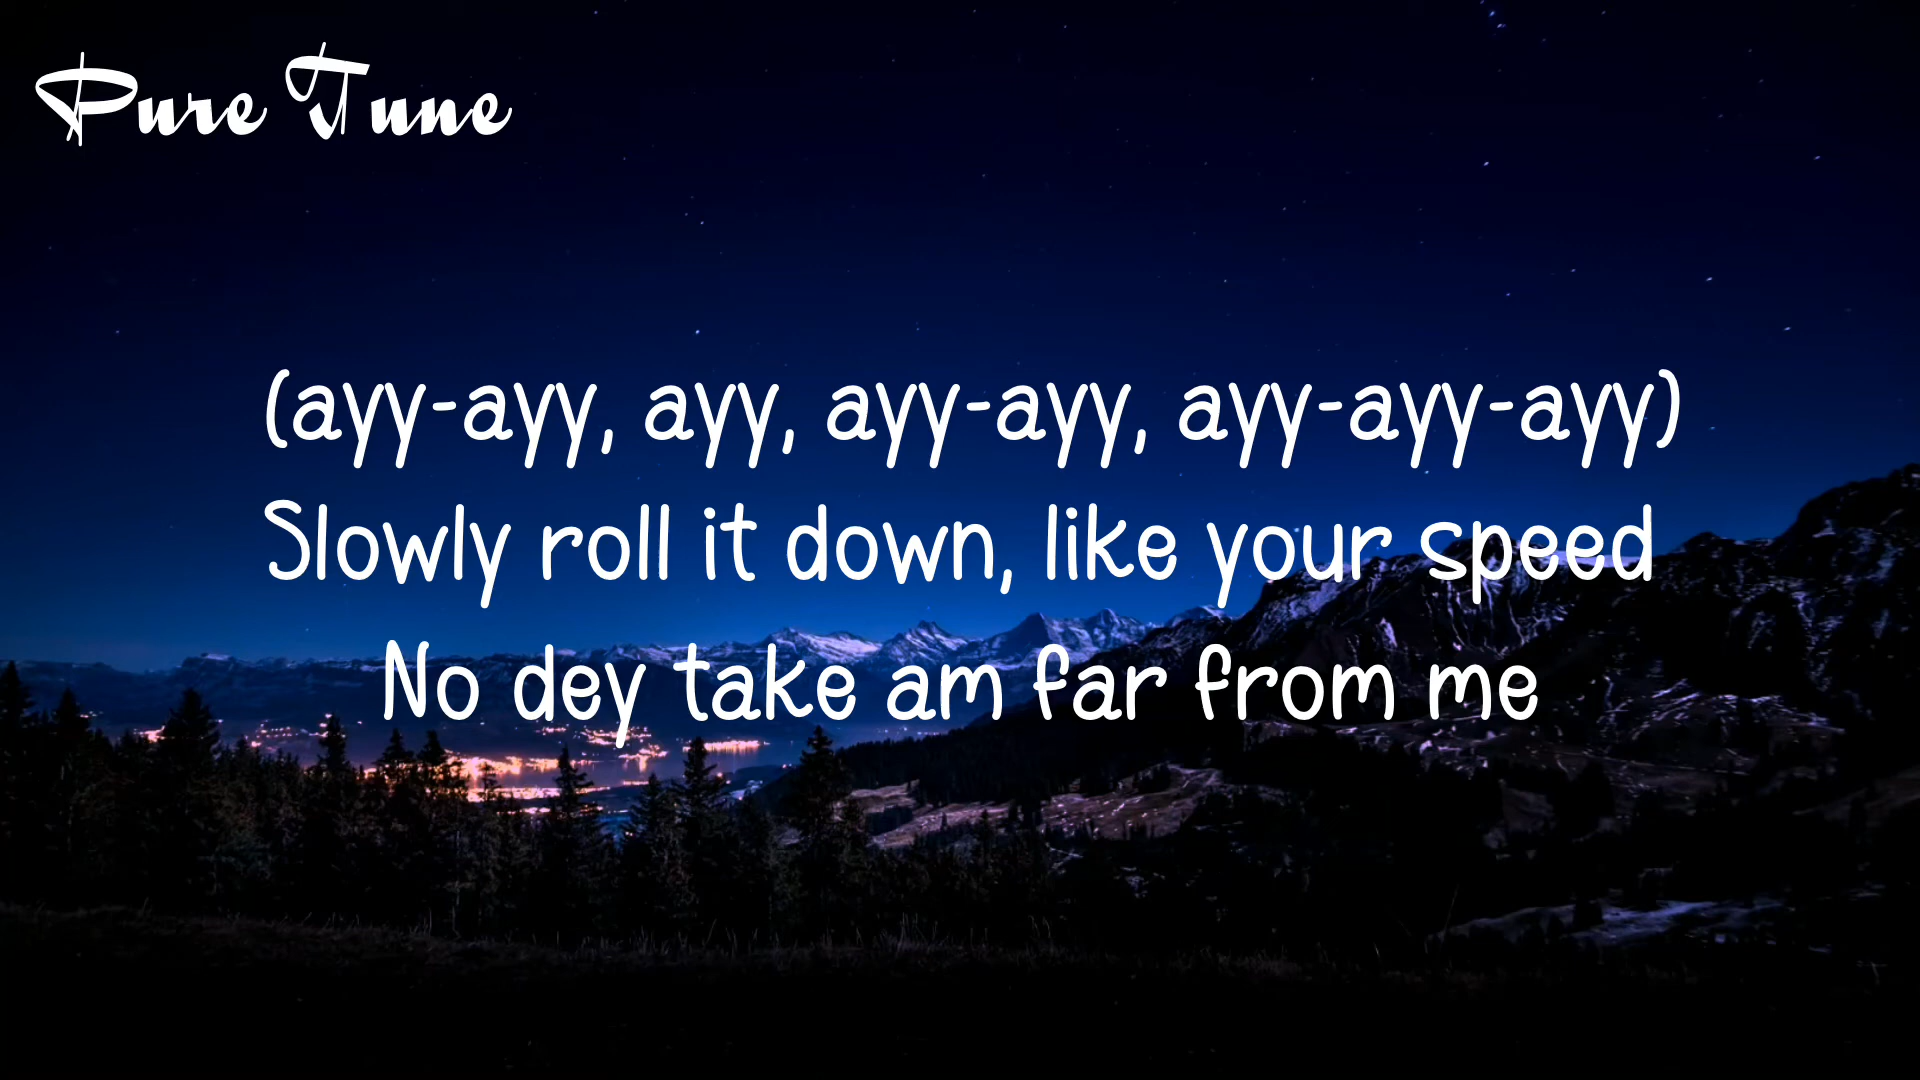 Pure Tune
(ayy-ayy, ayy, ayy-ayy, ayy-ayy-ayy)
Slowly roll it down, like your speed
No dey take am far from me